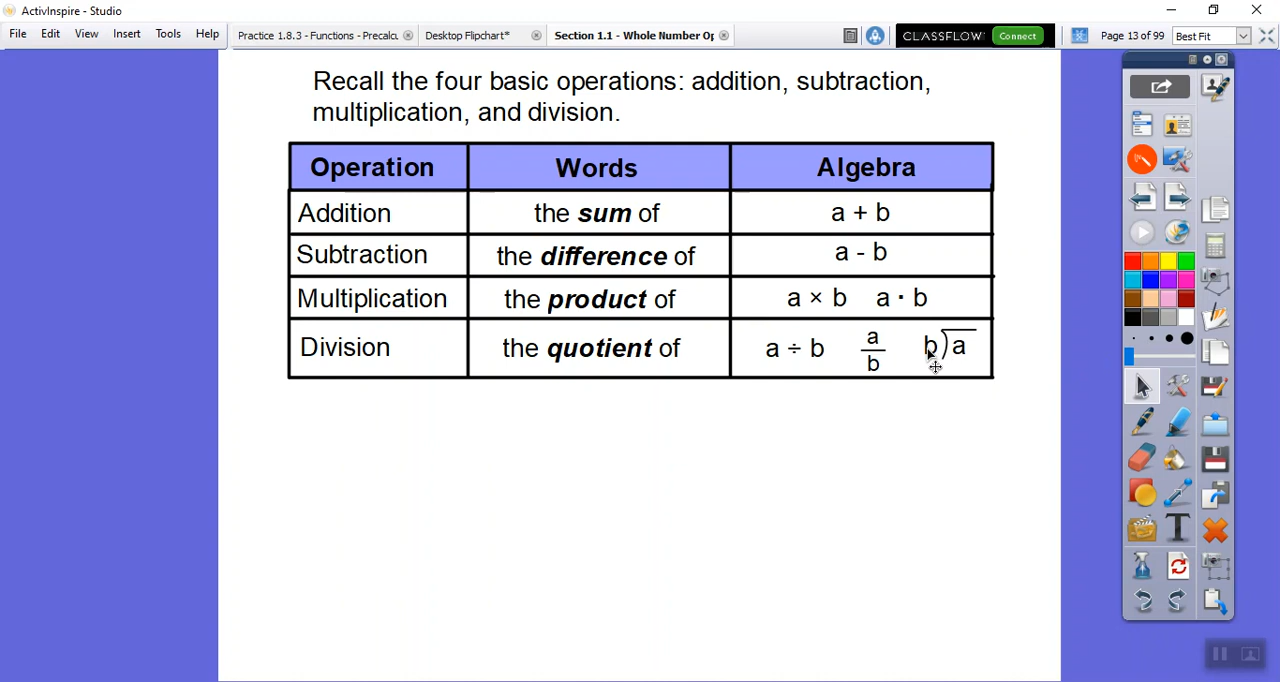 ActivInspire - Studio
File Edit View Insert Tools Help Practice 1.8.3 - Functions - Precalc Desktop Flipchart* Section 1.1 - Whole Number Op CLASSFLOW Connect Page 13 of 99 Best Fit
Recall the four basic operations: addition, subtraction,
multiplication, and division.
Operation Words Algebra
Addition the sum of a + b
Subtraction the difference of a - b
Multiplication the product of a × b a · b
Division the quotient of a ÷ b a/b b)a
T